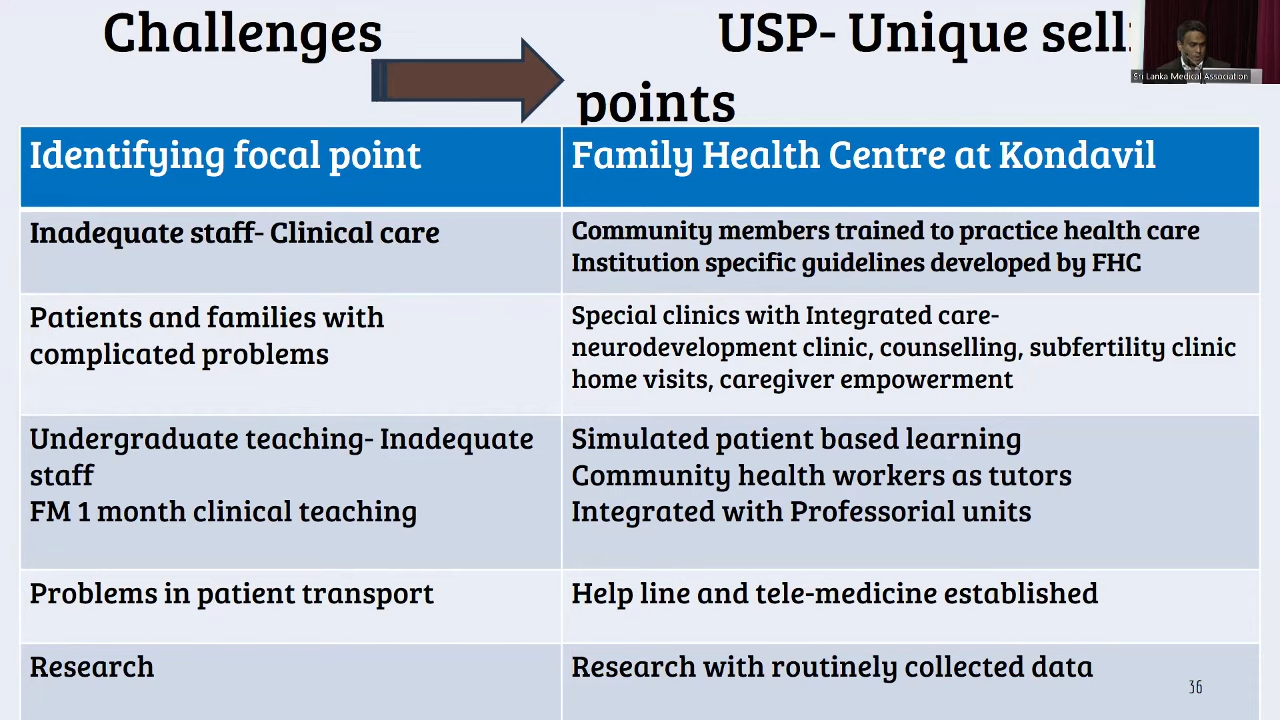 Challenges
USP- Unique sell
points
Sri Lanka Medical Association
Identifying focal point
Family Health Centre at Kondavil
Inadequate staff- Clinical care
Community members trained to practice health care
Institution specific guidelines developed by FHC
Patients and families with
complicated problems
Special clinics with Integrated care-
neurodevelopment clinic, counselling, subfertility clinic
home visits, caregiver empowerment
Undergraduate teaching- Inadequate
staff
FM 1 month clinical teaching
Simulated patient based learning
Community health workers as tutors
Integrated with Professorial units
Problems in patient transport
Help line and tele-medicine established
Research
Research with routinely collected data
36